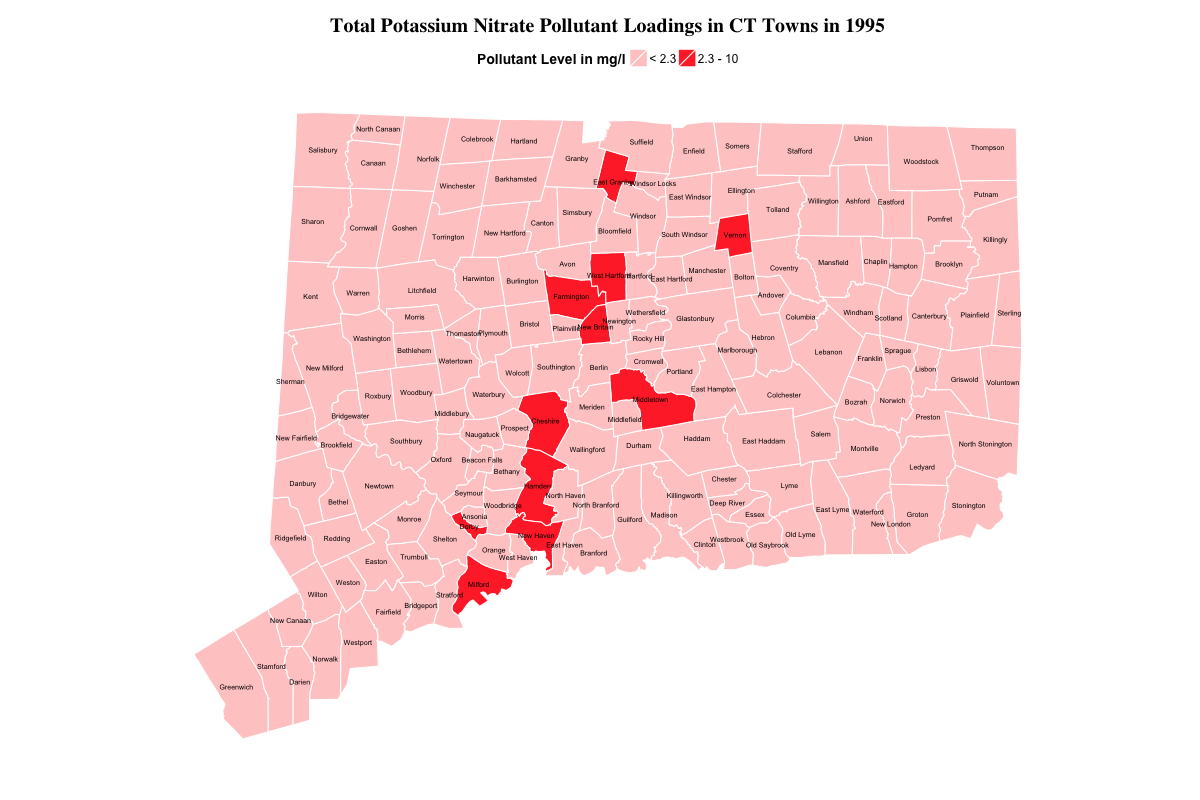 Total Potassium Nitrate Pollutant Loadings in CT Towns in 1995
Pollutant Level in mg/l < 2.3 2.3 - 10
North Canaan
Salisbury
Canaan
Norfolk
Colebrook
Hartland
Granby
Suffield
Enfield
Somers
Stafford
Union
Woodstock
Thompson
Winchester
Barkhamsted
East Granby
Windsor Locks
East Windsor
Ellington
Tolland
Willington
Ashford
Eastford
Putnam
Pomfret
Killingly
Sharon
Cornwall
Goshen
Torrington
New Hartford
Canton
Simsbury
Bloomfield
Windsor
South Windsor
Vernon
Kent
Warren
Litchfield
Harwinton
Burlington
Avon
West Hartford
Hartford
East Hartford
Manchester
Bolton
Coventry
Mansfield
Chaplin
Hampton
Brooklyn
Andover
Farmington
Morris
Washington
Bethlehem
Thomaston
Plymouth
Bristol
Plainville
New Britain
Newington
Wethersfield
Rocky Hill
Glastonbury
Hebron
Columbia
Windham
Scotland
Canterbury
Plainfield
Sterling
Sherman
New Milford
Roxbury
Woodbury
Watertown
Waterbury
Wolcott
Southington
Berlin
Cromwell
Portland
Marlborough
East Hampton
Colchester
Lebanon
Franklin
Sprague
Lisbon
Griswold
Voluntown
Bozrah
Norwich
Preston
Bridgewater
Middlebury
Naugatuck
Prospect
Cheshire
Meriden
Middletown
Middlefield
New Fairfield
Brookfield
Southbury
Oxford
Beacon Falls
Bethany
Wallingford
Durham
Haddam
East Haddam
Salem
Montville
Ledyard
North Stonington
Danbury
Bethel
Newtown
Seymour
Woodbridge
Hamden
North Haven
North Branford
Guilford
Madison
Killingworth
Chester
Deep River
Essex
Lyme
East Lyme
Waterford
New London
Groton
Stonington
Ridgefield
Redding
Monroe
Shelton
Ansonia
Derby
Orange
New Haven
West Haven
East Haven
Branford
Clinton
Westbrook
Old Saybrook
Old Lyme
Easton
Trumbull
Weston
Wilton
Milford
Stratford
Bridgeport
Fairfield
New Canaan
Westport
Norwalk
Stamford
Darien
Greenwich